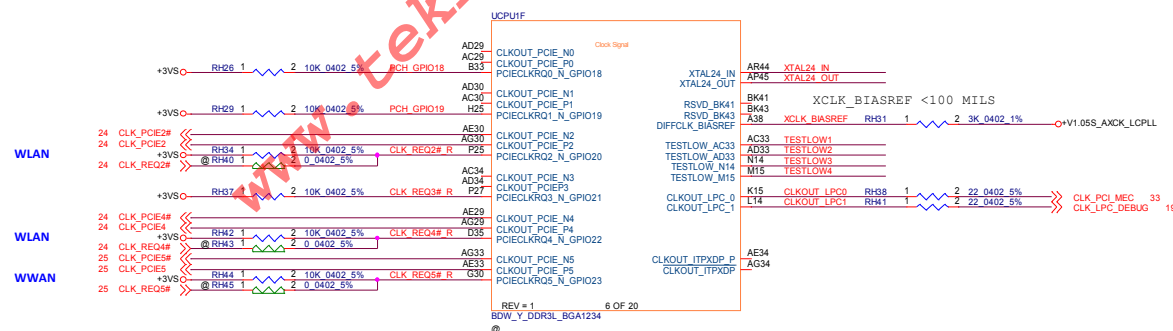 UCPU1F
Clock Signal
AD29 CLKOUT_PCIE_N0
AC29 CLKOUT_PCIE_P0
+3VS RH26 1 2 10K_0402_5% PCH_GPIO18 B33 PCIECLKRQ0_N_GPIO18
AD30 CLKOUT_PCIE_N1
AC30 CLKOUT_PCIE_P1
+3VS RH29 1 2 10K_0402_5% PCH_GPIO19 H25 PCIECLKRQ1_N_GPIO19
24 CLK_PCIE2# AE30 CLKOUT_PCIE_N2
24 CLK_PCIE2 AG30 CLKOUT_PCIE_P2
WLAN +3VS RH34 1 2 10K_0402_5% CLK_REQ2#_R P25 PCIECLKRQ2_N_GPIO20
24 CLK_REQ2# @ RH40 1 2 0_0402_5%
AC34 CLKOUT_PCIE_N3
AD34 CLKOUT_PCIEP3
+3VS RH37 1 2 10K_0402_5% CLK_REQ3#_R P27 PCIECLKRQ3_N_GPIO21
24 CLK_PCIE4# AE29 CLKOUT_PCIE_N4
24 CLK_PCIE4 AG29 CLKOUT_PCIE_P4
WLAN +3VS RH42 1 2 10K_0402_5% CLK_REQ4#_R D35 PCIECLKRQ4_N_GPIO22
24 CLK_REQ4# @ RH43 1 2 0_0402_5%
25 CLK_PCIE5# AG33 CLKOUT_PCIE_N5
25 CLK_PCIE5 AE33 CLKOUT_PCIE_P5
WWAN +3VS RH44 1 2 10K_0402_5% CLK_REQ5#_R G30 PCIECLKRQ5_N_GPIO23
25 CLK_REQ5# @ RH45 1 2 0_0402_5%
XTAL24_IN AR44 XTAL24_IN
XTAL24_OUT AP45 XTAL24_OUT
RSVD_BK41 BK41
XCLK_BIASREF <100 MILS
RSVD_BK43 BK43
DIFFCLK_BIASREF A38 XCLK_BIASREF RH31 1 2 3K_0402_1% +V1.05S_AXCK_LCPLL
TESTLOW_AC33 AC33 TESTLOW1
TESTLOW_AD33 AD33 TESTLOW2
TESTLOW_N14 N14 TESTLOW3
TESTLOW_M15 M15 TESTLOW4
CLKOUT_LPC_0 K15 CLKOUT_LPC0 RH38 1 2 22_0402_5% CLK_PCI_MEC 33
CLKOUT_LPC_1 L14 CLKOUT_LPC1 RH41 1 2 22_0402_5% CLK_LPC_DEBUG 19
CLKOUT_ITPXDP_P AE34
CLKOUT_ITPXDP AG34
REV = 1 6 OF 20
BDW_Y_DDR3L_BGA1234
@